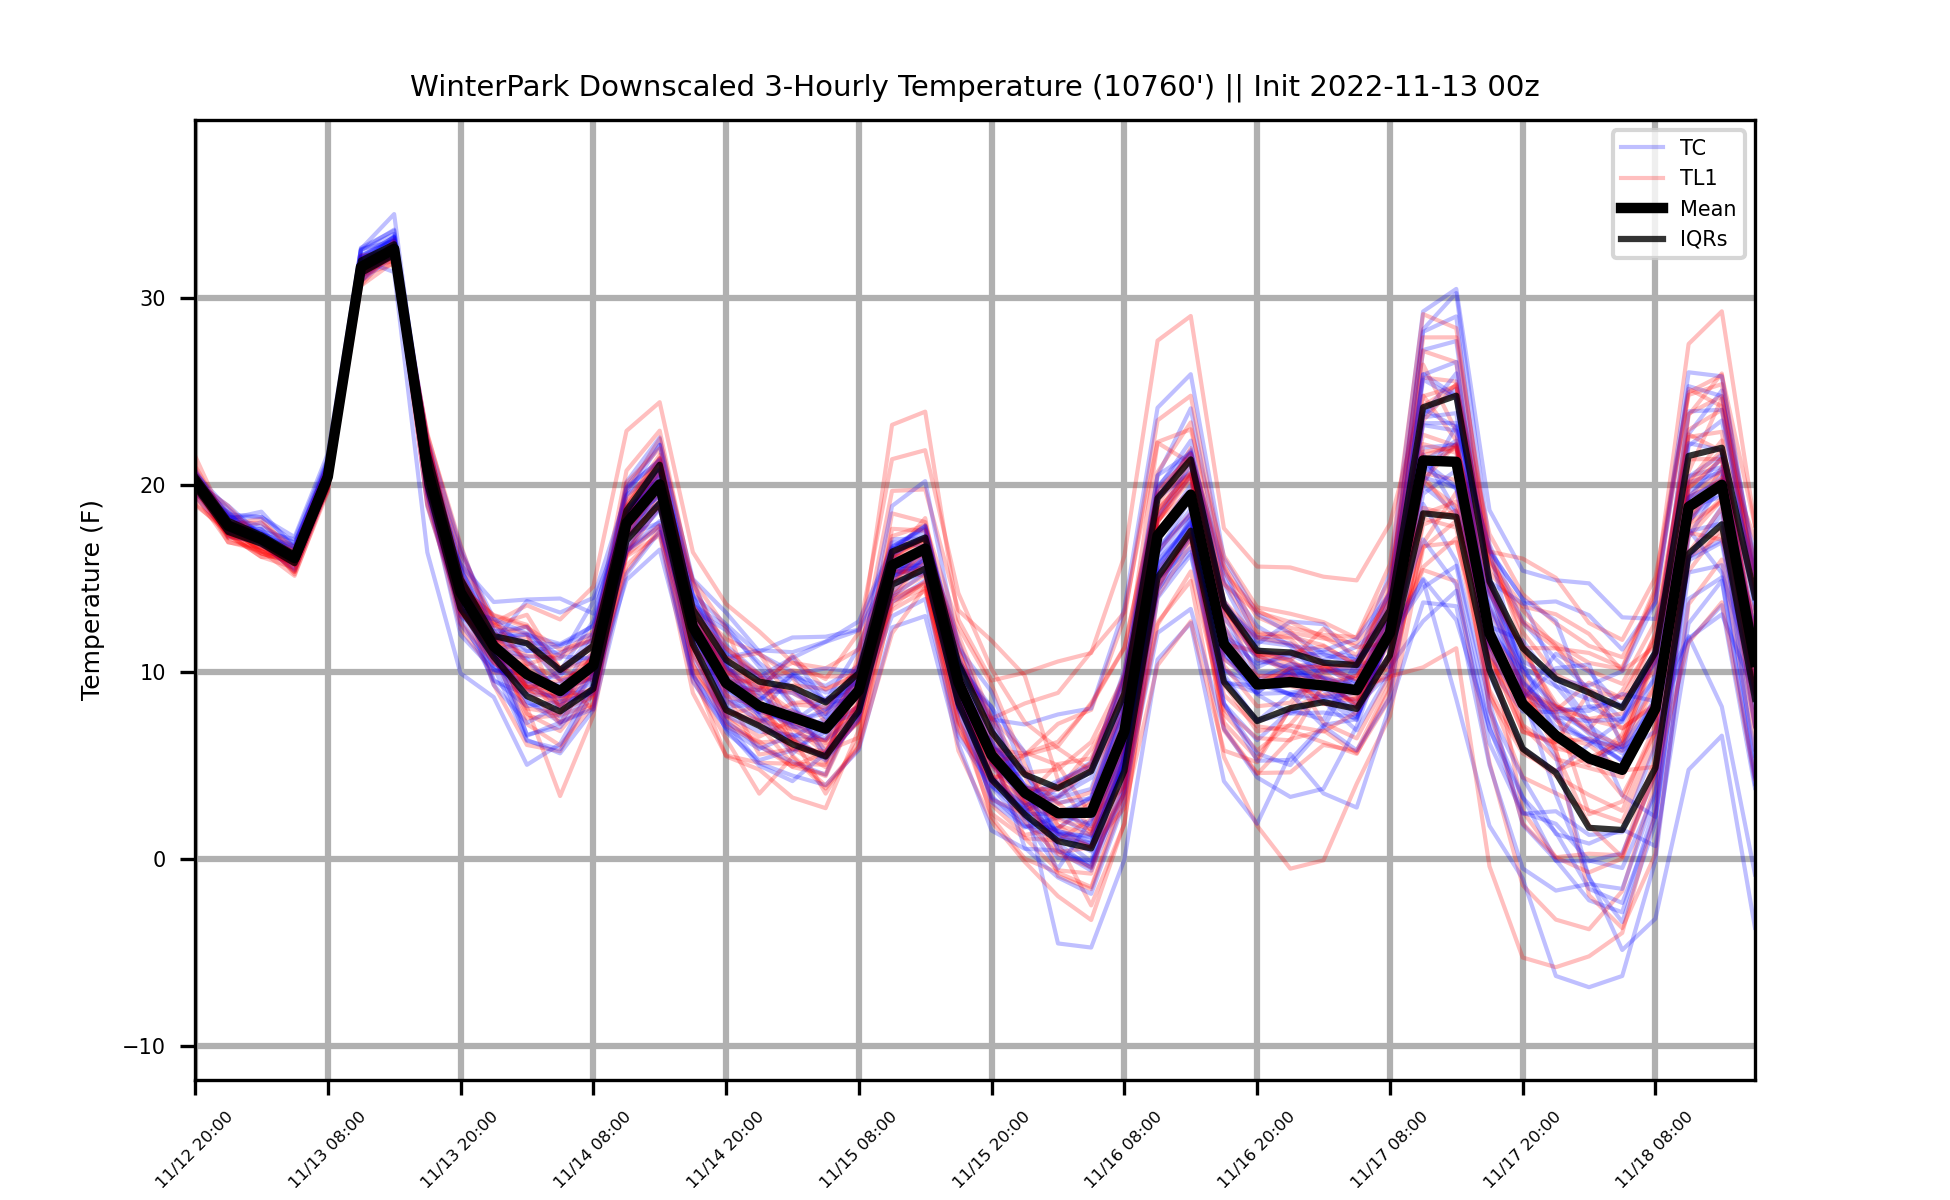 WinterPark Downscaled 3-Hourly Temperature (10760') || Init 2022-11-13 00z
TC
TL1
Mean
IQRs
Temperature (F)
30
20
10
0
−10
11/12 20:00
11/13 08:00
11/13 20:00
11/14 08:00
11/14 20:00
11/15 08:00
11/15 20:00
11/16 08:00
11/16 20:00
11/17 08:00
11/17 20:00
11/18 08:00